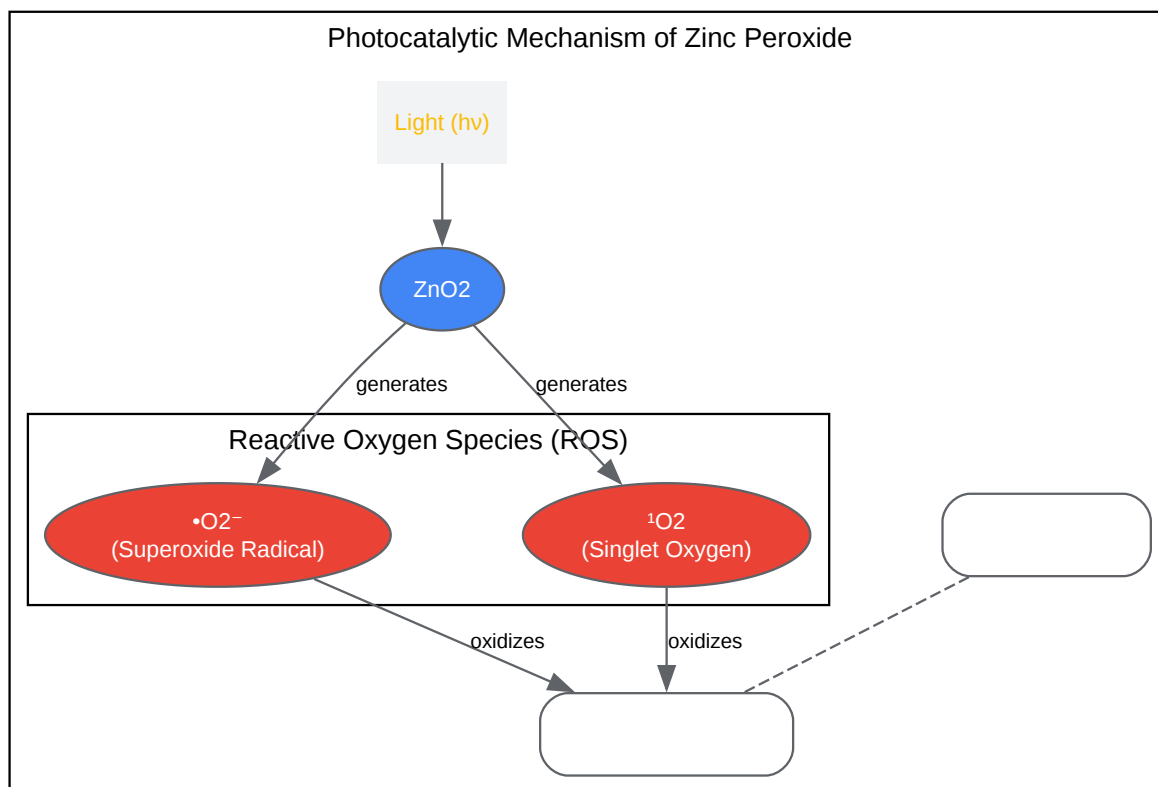 Photocatalytic Mechanism of Zinc Peroxide
Light (hν)
ZnO2
generates
generates
Reactive Oxygen Species (ROS)
•O2⁻
(Superoxide Radical)
¹O2
(Singlet Oxygen)
oxidizes
oxidizes